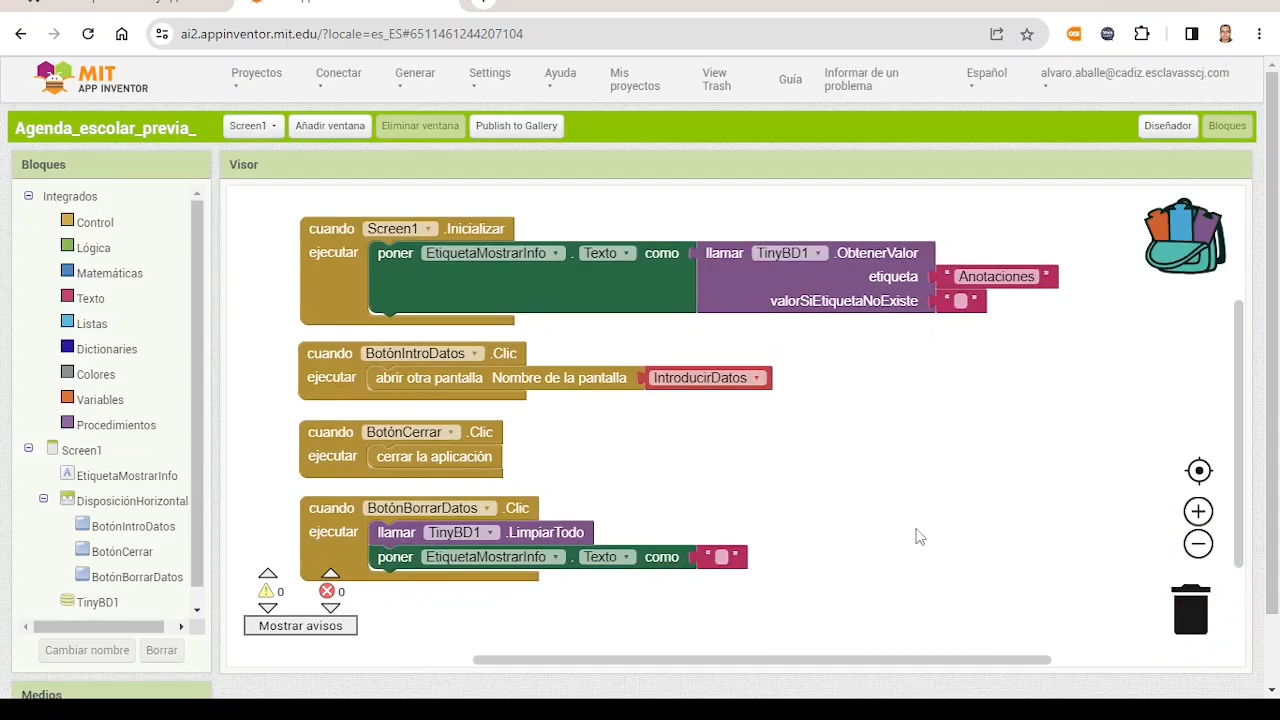 ai2.appinventor.mit.edu/?locale=es_ES#6511461244207104
MIT
APP INVENTOR
Proyectos
Conectar
Generar
Settings
Ayuda
Mis proyectos
View Trash
Guía
Informar de un problema
Español
alvaro.aballe@cadiz.esclavasscj.com
Agenda_escolar_previa_
Screen1
Añadir ventana
Eliminar ventana
Publish to Gallery
Diseñador
Bloques
Bloques
Visor
Integrados
Control
Lógica
Matemáticas
Texto
Listas
Dictionaries
Colores
Variables
Procedimientos
Screen1
EtiquetaMostrarInfo
DisposiciónHorizontal
BotónIntroDatos
BotónCerrar
BotónBorrarDatos
TinyBD1
Cambiar nombre
Borrar
Medios
cuando Screen1 .Inicializar
ejecutar poner EtiquetaMostrarInfo . Texto como llamar TinyBD1 .ObtenerValor
etiqueta " Anotaciones "
valorSiEtiquetaNoExiste " "
cuando BotónIntroDatos .Clic
ejecutar abrir otra pantalla Nombre de la pantalla IntroducirDatos
cuando BotónCerrar .Clic
ejecutar cerrar la aplicación
cuando BotónBorrarDatos .Clic
ejecutar llamar TinyBD1 .LimpiarTodo
poner EtiquetaMostrarInfo . Texto como " "
0 0
Mostrar avisos